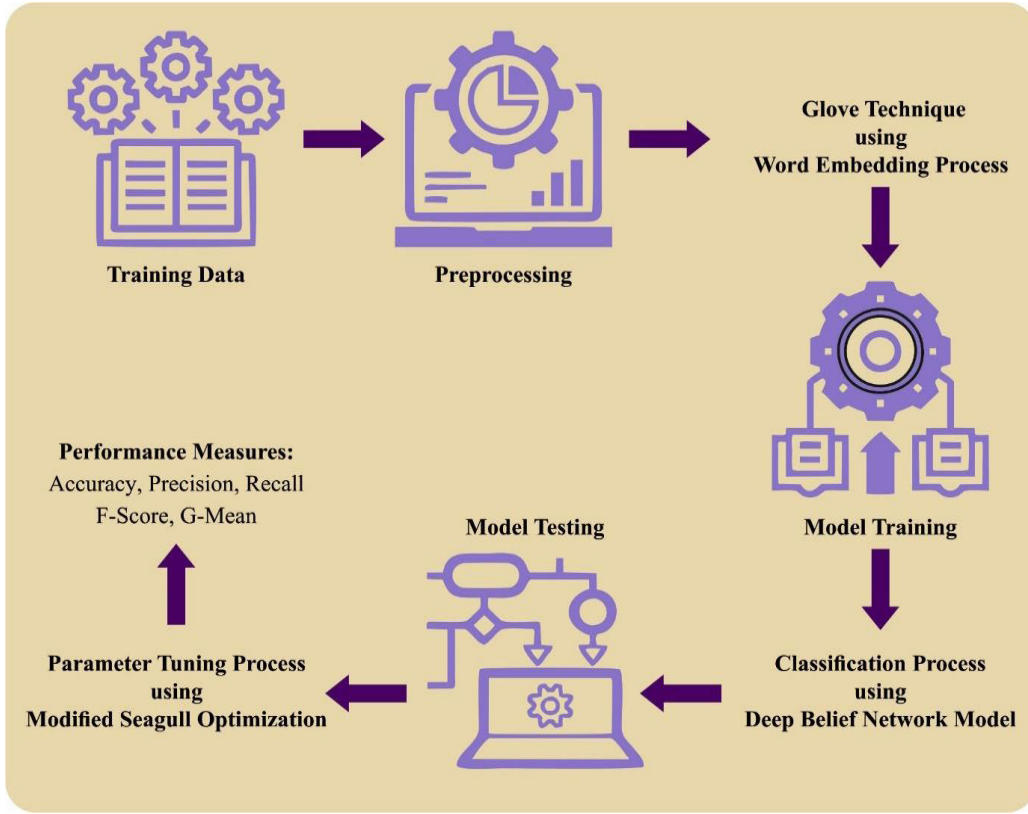 Training Data
Preprocessing
Glove Technique
using
Word Embedding Process
Model Training
Classification Process
using
Deep Belief Network Model
Model Testing
Parameter Tuning Process
using
Modified Seagull Optimization
Performance Measures:
Accuracy, Precision, Recall
F-Score, G-Mean